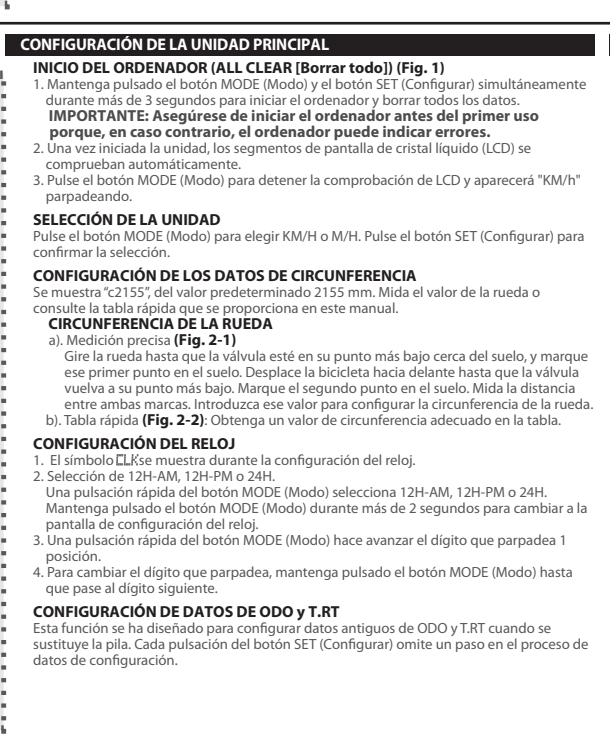 CONFIGURACIÓN DE LA UNIDAD PRINCIPAL
INICIO DEL ORDENADOR (ALL CLEAR [Borrar todo]) (Fig. 1)
1. Mantenga pulsado el botón MODE (Modo) y el botón SET (Configurar) simultáneamente
durante más de 3 segundos para iniciar el ordenador y borrar todos los datos.
IMPORTANTE: Asegúrese de iniciar el ordenador antes del primer uso
porque, en caso contrario, el ordenador puede indicar errores.
2. Una vez iniciada la unidad, los segmentos de pantalla de cristal líquido (LCD) se
comprueban automáticamente.
3. Pulse el botón MODE (Modo) para detener la comprobación de LCD y aparecerá "KM/h"
parpadeando.
SELECCIÓN DE LA UNIDAD
Pulse el botón MODE (Modo) para elegir KM/H o M/H. Pulse el botón SET (Configurar) para
confirmar la selección.
CONFIGURACIÓN DE LOS DATOS DE CIRCUNFERENCIA
Se muestra “c2155”, del valor predeterminado 2155 mm. Mida el valor de la rueda o
consulte la tabla rápida que se proporciona en este manual.
CIRCUNFERENCIA DE LA RUEDA
a). Medición precisa (Fig. 2-1)
Gire la rueda hasta que la válvula esté en su punto más bajo cerca del suelo, y marque
ese primer punto en el suelo. Desplace la bicicleta hacia delante hasta que la válvula
vuelva a su punto más bajo. Marque el segundo punto en el suelo. Mida la distancia
entre ambas marcas. Introduzca ese valor para configurar la circunferencia de la rueda.
b). Tabla rápida (Fig. 2-2): Obtenga un valor de circunferencia adecuado en la tabla.
CONFIGURACIÓN DEL RELOJ
1. El símbolo CLK se muestra durante la configuración del reloj.
2. Selección de 12H-AM, 12H-PM o 24H.
Una pulsación rápida del botón MODE (Modo) selecciona 12H-AM, 12H-PM o 24H.
Mantenga pulsado el botón MODE (Modo) durante más de 2 segundos para cambiar a la
pantalla de configuración del reloj.
3. Una pulsación rápida del botón MODE (Modo) hace avanzar el dígito que parpadea 1
posición.
4. Para cambiar el dígito que parpadea, mantenga pulsado el botón MODE (Modo) hasta
que pase al dígito siguiente.
CONFIGURACIÓN DE DATOS DE ODO y T.RT
Esta función se ha diseñado para configurar datos antiguos de ODO y T.RT cuando se
sustituye la pila. Cada pulsación del botón SET (Configurar) omite un paso en el proceso de
datos de configuración.